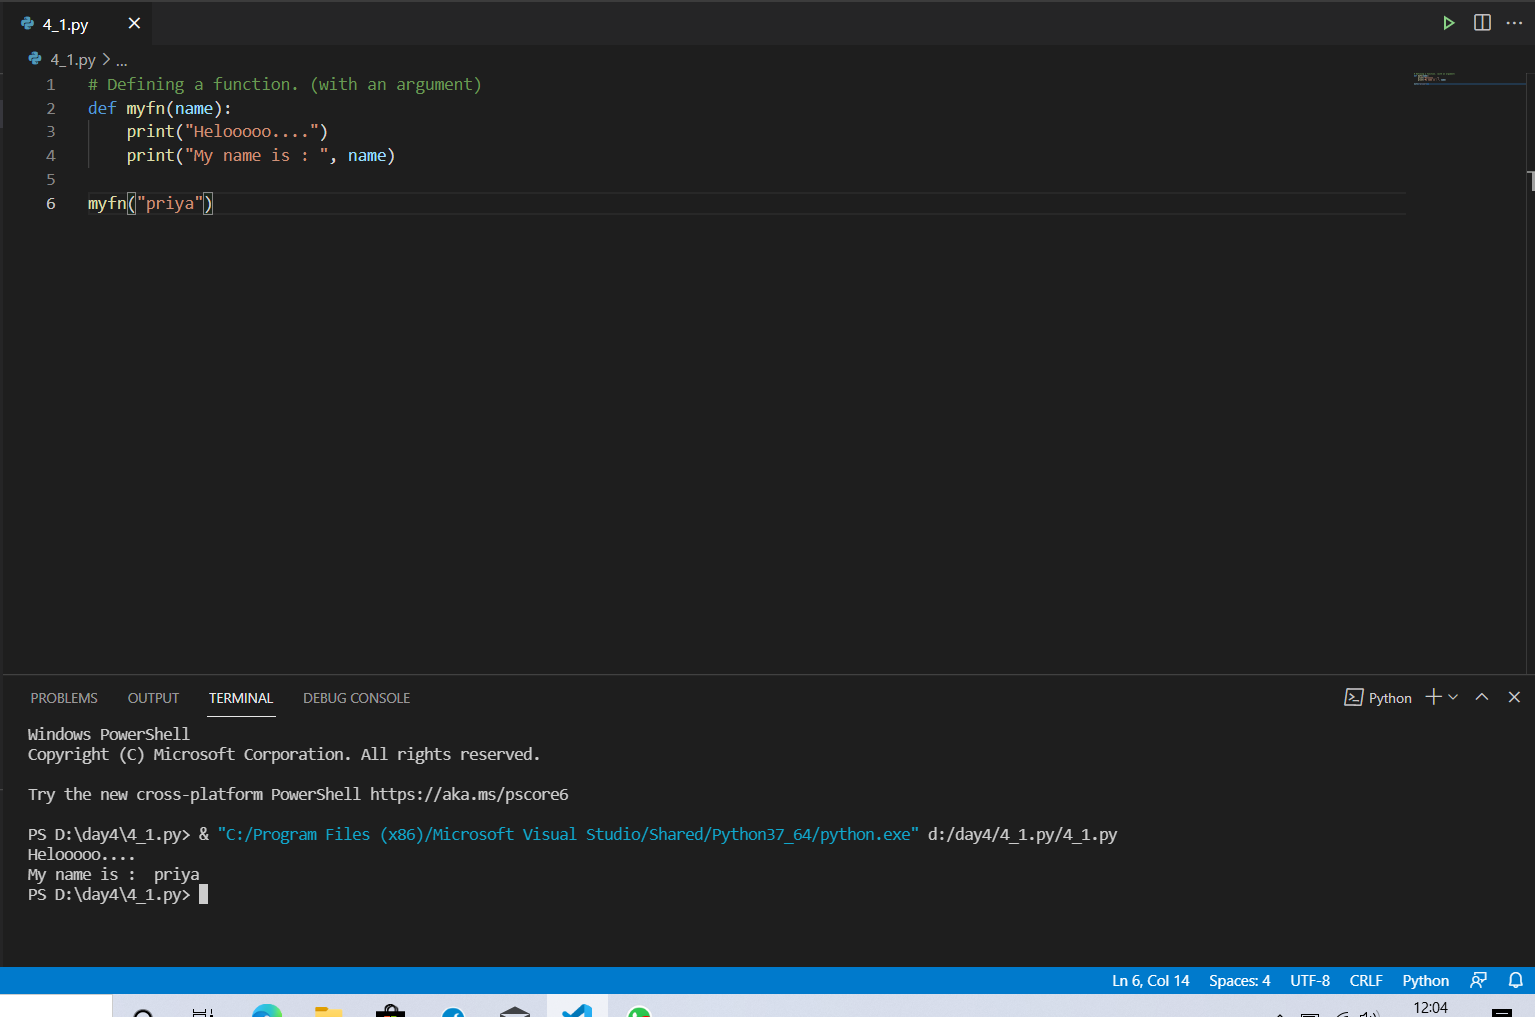 4_1.py
4_1.py > ...
1 # Defining a function. (with an argument)
2 def myfn(name):
3     print("Helooooo....")
4     print("My name is : ", name)
5
6 myfn("priya")
PROBLEMS OUTPUT TERMINAL DEBUG CONSOLE Python
Windows PowerShell
Copyright (C) Microsoft Corporation. All rights reserved.
Try the new cross-platform PowerShell https://aka.ms/pscore6
PS D:\day4\4_1.py> & "C:/Program Files (x86)/Microsoft Visual Studio/Shared/Python37_64/python.exe" d:/day4/4_1.py/4_1.py
Helooooo....
My name is :  priya
PS D:\day4\4_1.py>
Ln 6, Col 14 Spaces: 4 UTF-8 CRLF Python
12:04